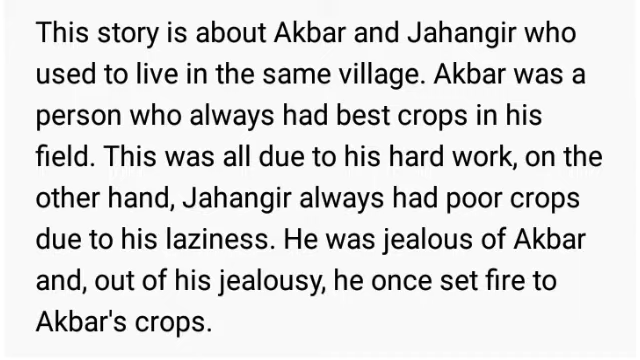 This story is about Akbar and Jahangir who
used to live in the same village. Akbar was a
person who always had best crops in his
field. This was all due to his hard work, on the
other hand, Jahangir always had poor crops
due to his laziness. He was jealous of Akbar
and, out of his jealousy, he once set fire to
Akbar's crops.